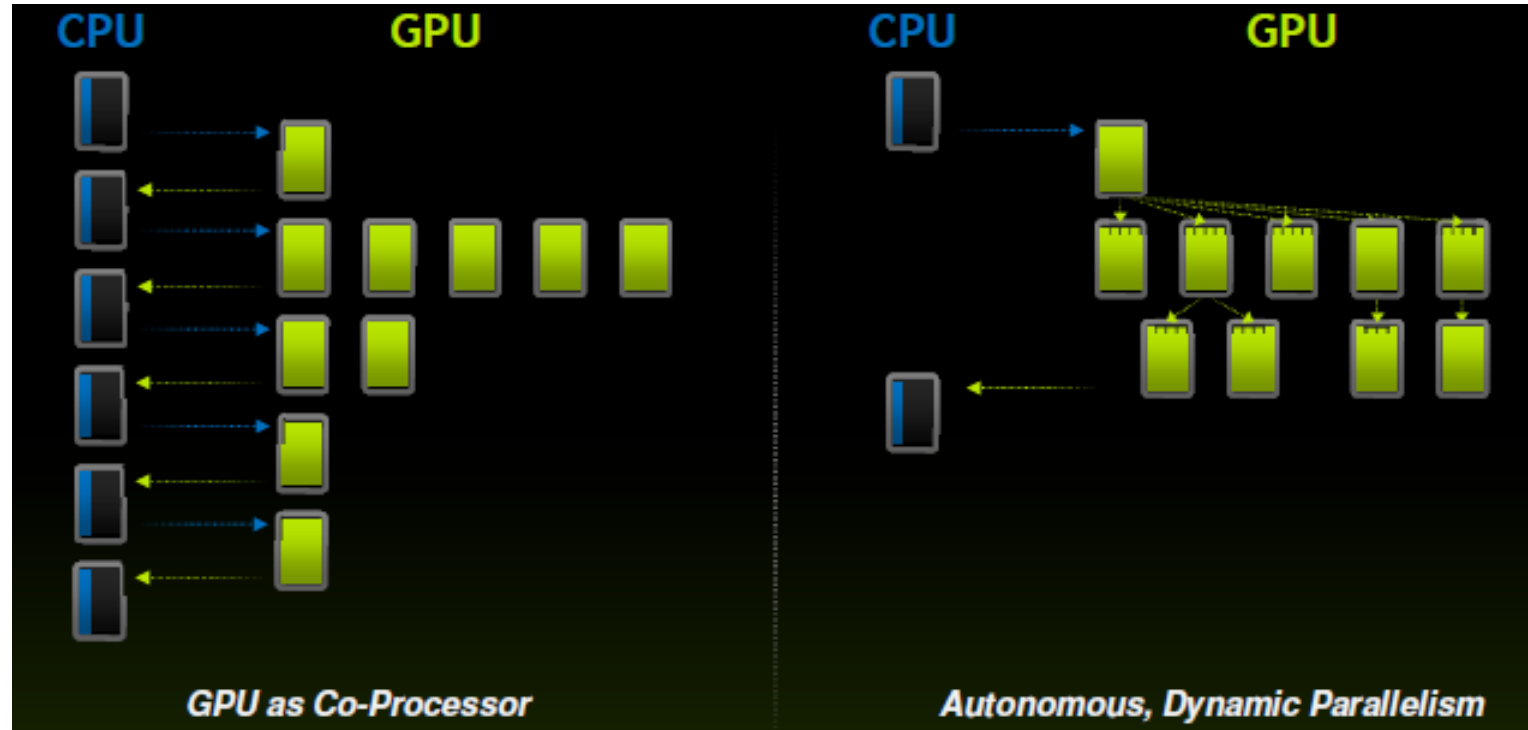 CPU GPU CPU GPU
GPU as Co-Processor
Autonomous, Dynamic Parallelism